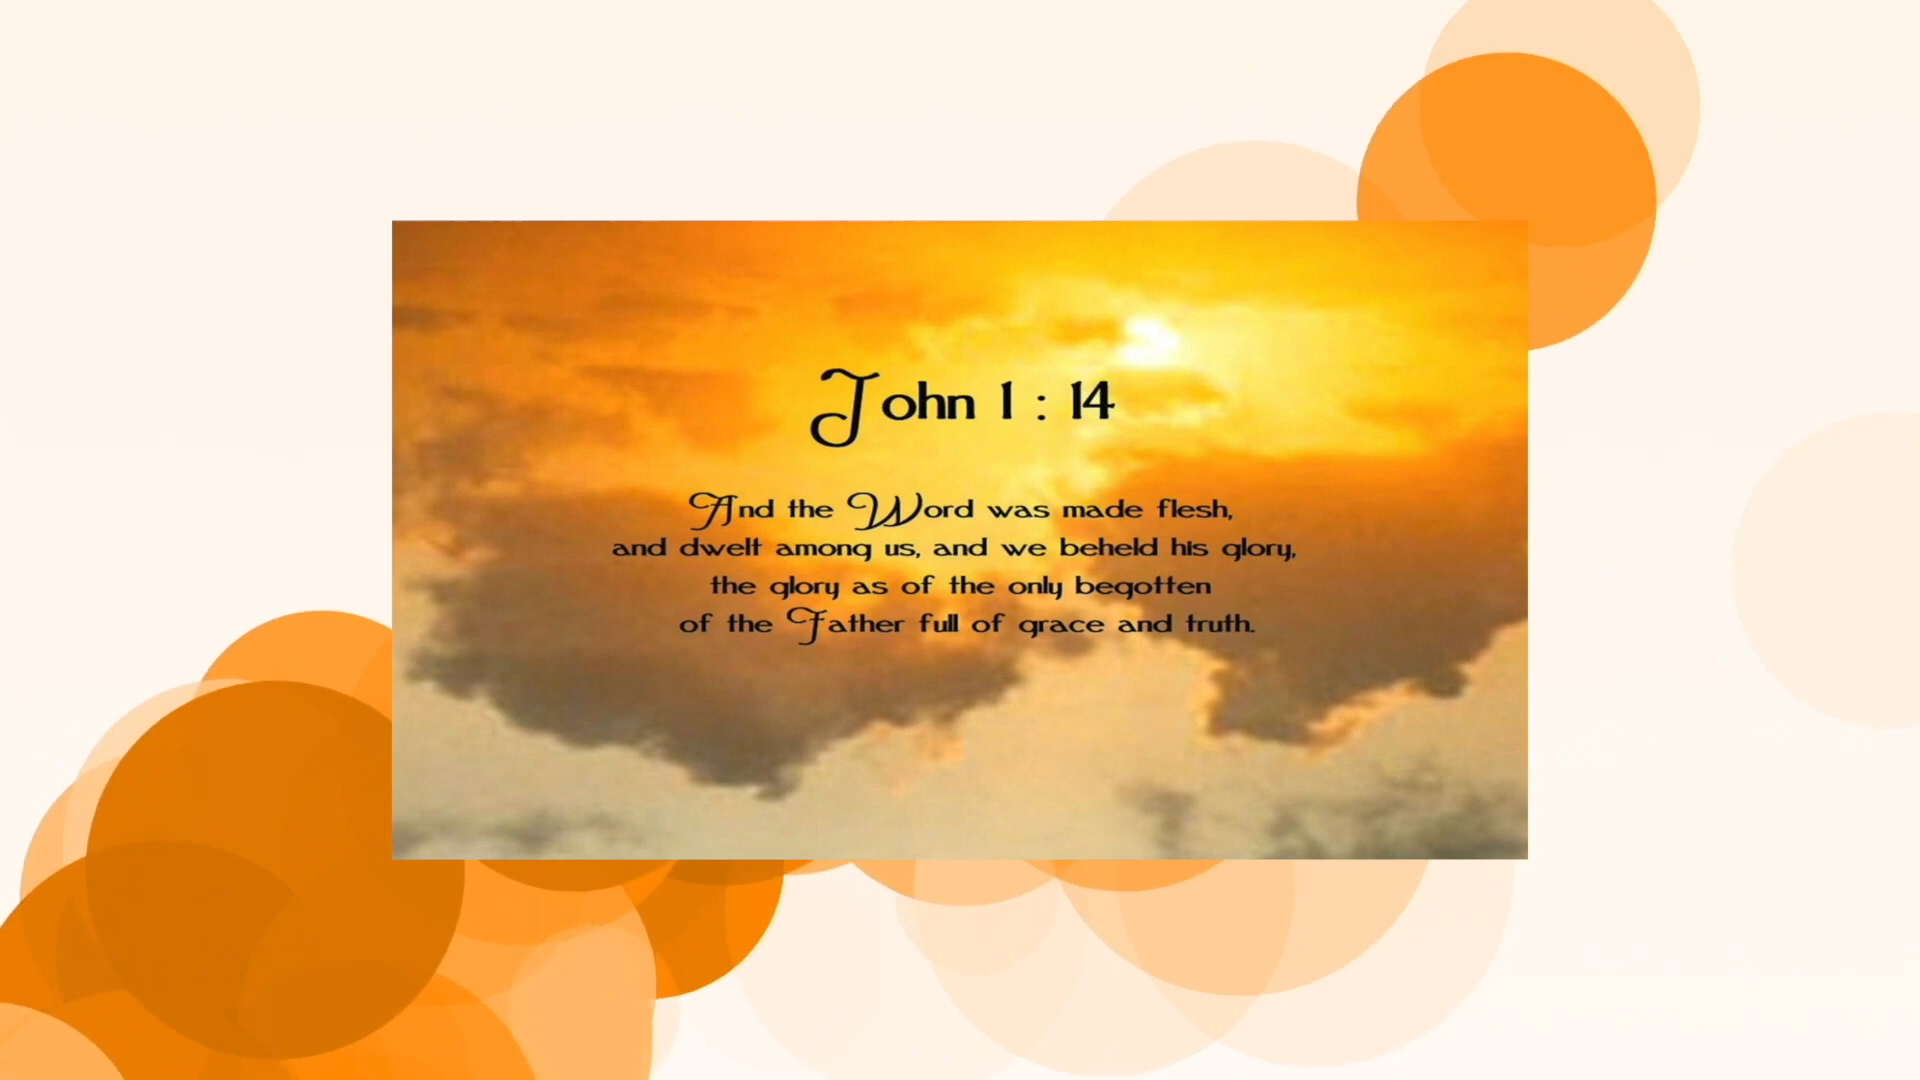 John 1 : 14
And the Word was made flesh,
and dwelt among us, and we beheld his glory,
the glory as of the only begotten
of the Father full of grace and truth.